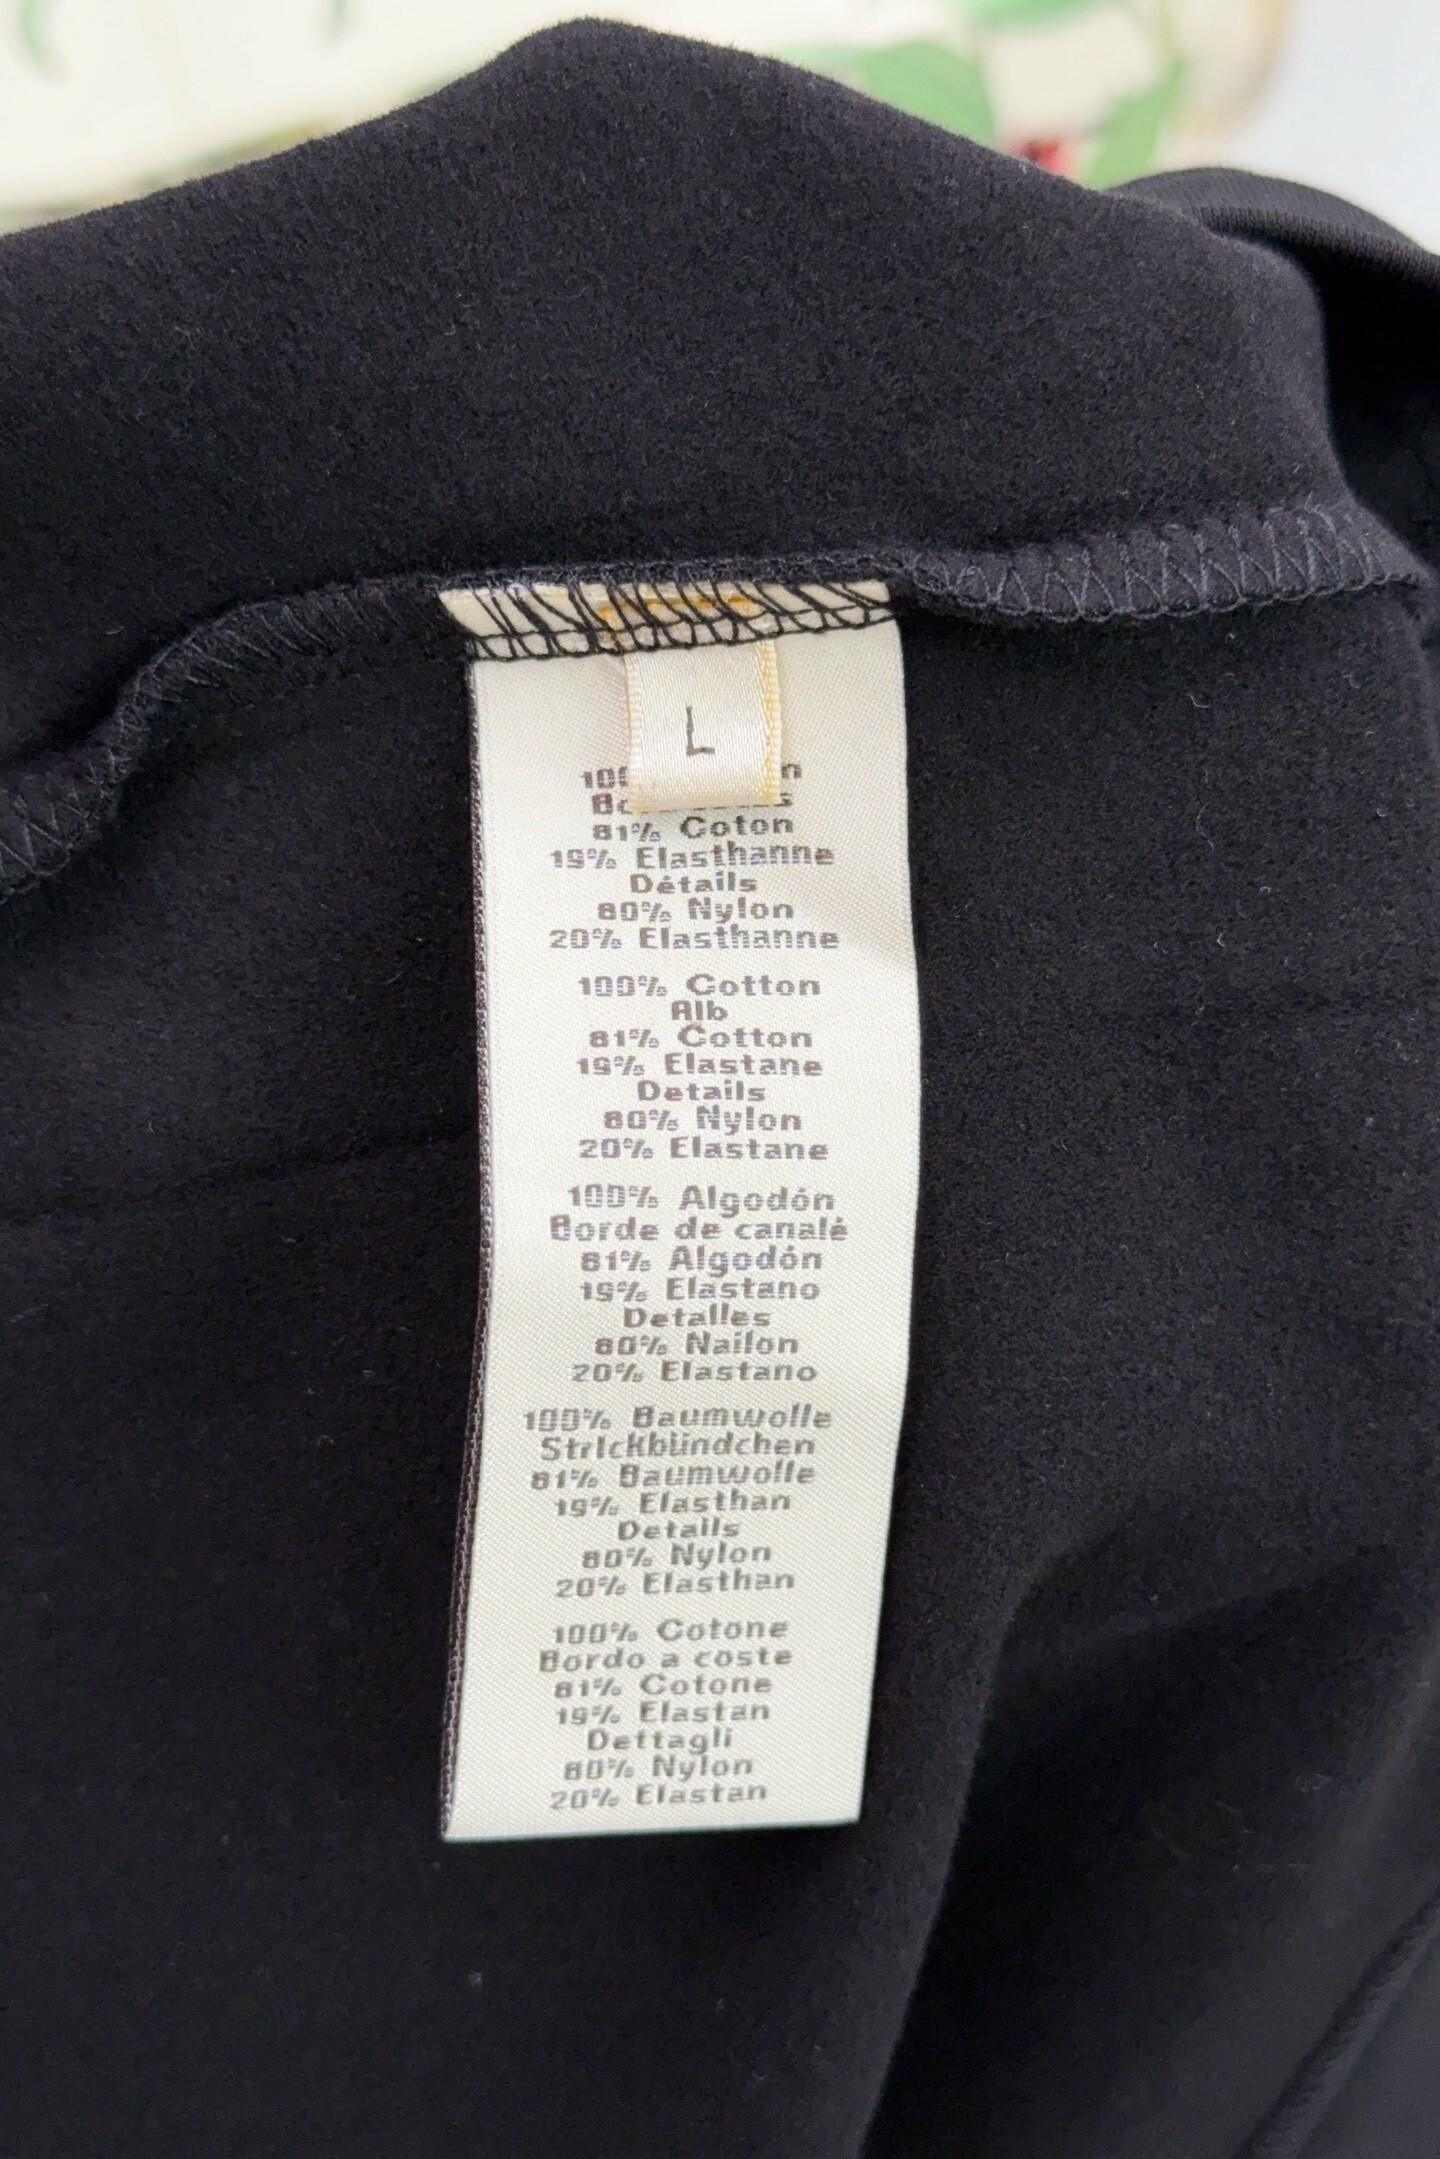 L
81% Coton
19% Elasthanne
Détails
80% Nylon
20% Elasthanne
100% Cotton
Rib
81% Cotton
19% Elastane
Details
80% Nylon
20% Elastane
100% Algodón
Borde de canalé
81% Algodón
19% Elastano
Detalles
80% Nailon
20% Elastano
100% Baumwolle
Strickbündchen
81% Baumwolle
19% Elasthan
Details
80% Nylon
20% Elasthan
100% Cotone
Bordo a coste
81% Cotone
19% Elastan
Dettagli
80% Nylon
20% Elastan